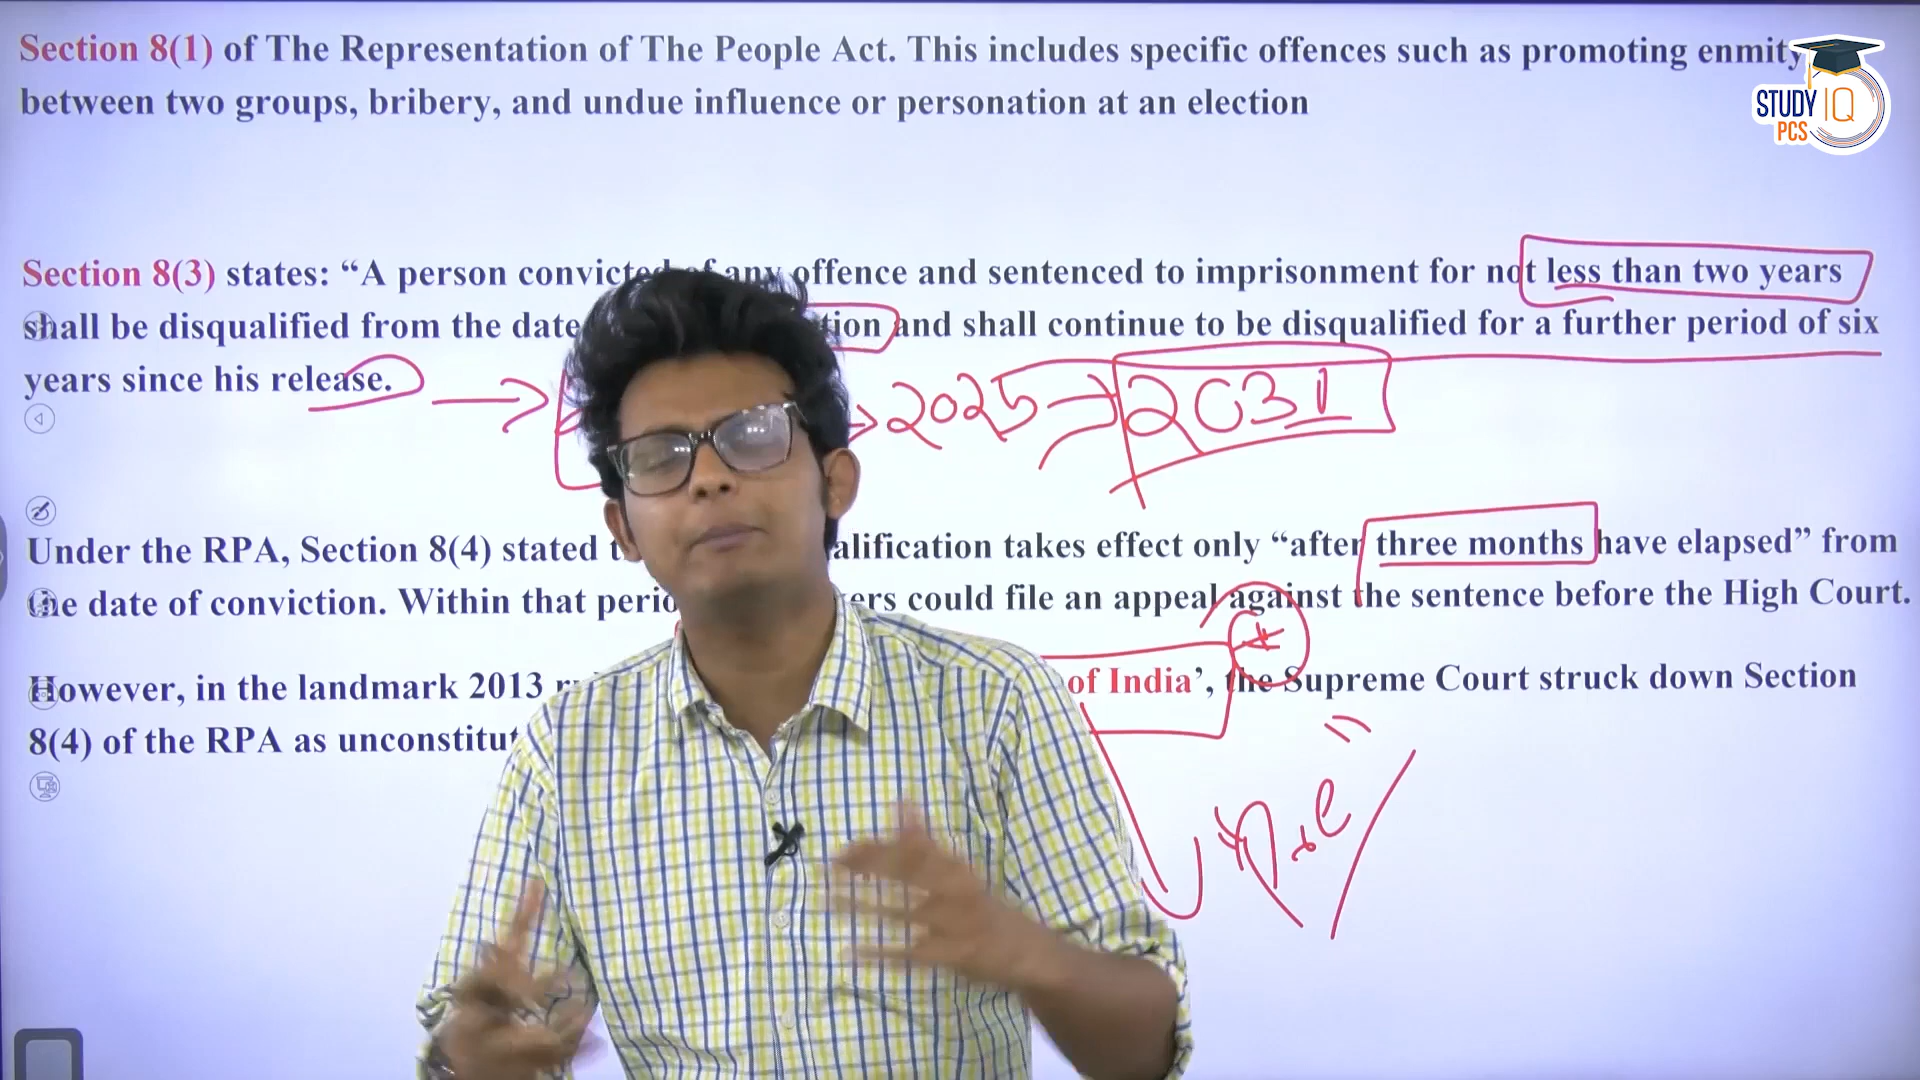 Section 8(1) of The Representation of The People Act. This includes specific offences such as promoting enmity
between two groups, bribery, and undue influence or personation at an election
STUDY IQ
PCS
Section 8(3) states: “A person convicted of any offence and sentenced to imprisonment for not less than two years
shall be disqualified from the date tion and shall continue to be disqualified for a further period of six
years since his release.
2025 2031
Under the RPA, Section 8(4) stated alification takes effect only “after three months have elapsed” from
the date of conviction. Within that ers could file an appeal against the sentence before the High Court.
However, in the landmark 2013 of India’, the Supreme Court struck down Section
8(4) of the RPA as